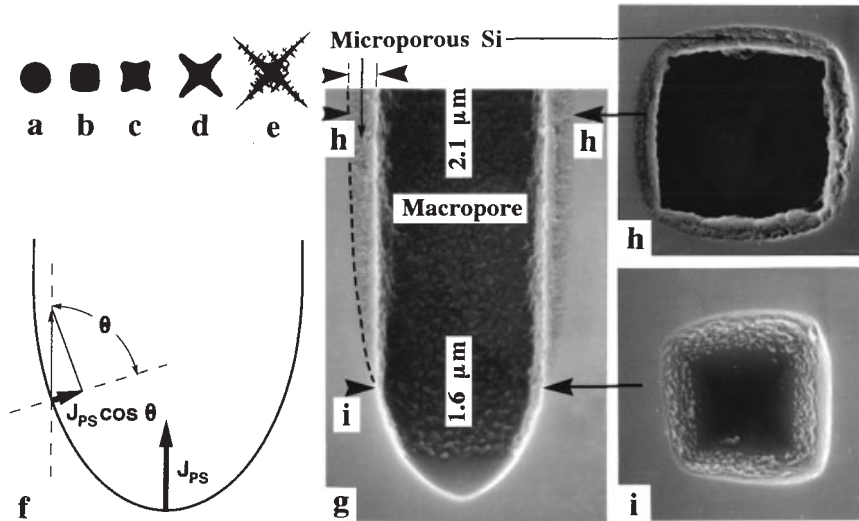 Microporous Si
a b c d e
h
h
2.1 μm
Macropore
h
θ
J_PS cos θ
1.6 μm
i
J_PS
f
g
i